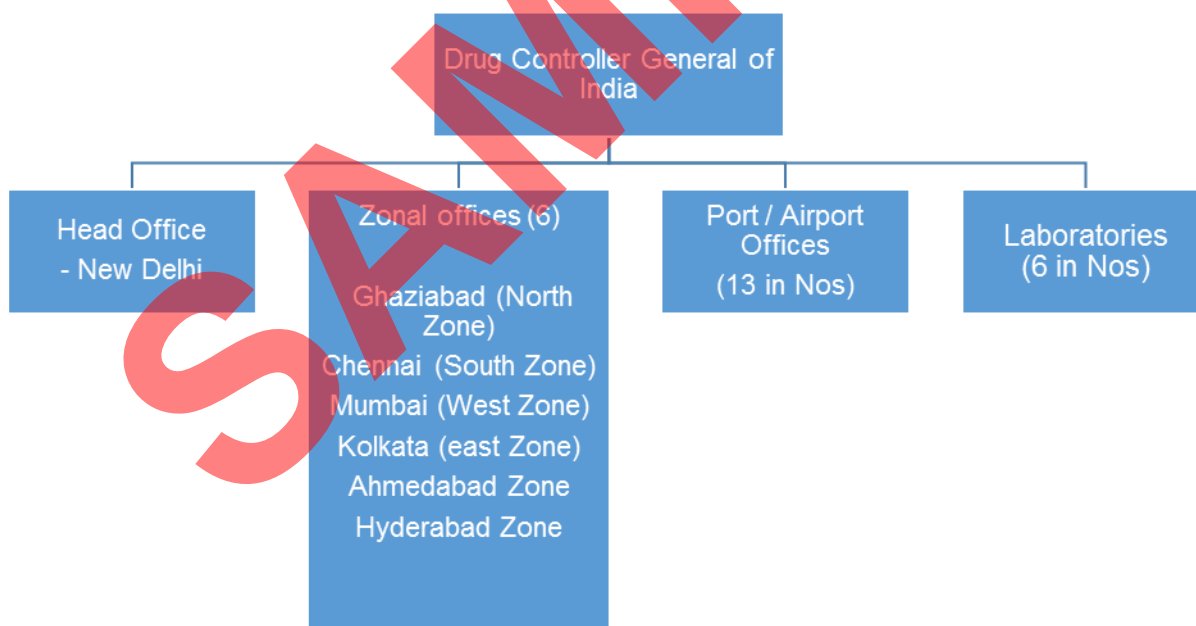 Drug Controller General of
India
Head Office
- New Delhi
Zonal offices (6)
Ghaziabad (North
Zone)
Chennai (South Zone)
Mumbai (West Zone)
Kolkata (east Zone)
Ahmedabad Zone
Hyderabad Zone
Port / Airport
Offices
(13 in Nos)
Laboratories
(6 in Nos)
SAM